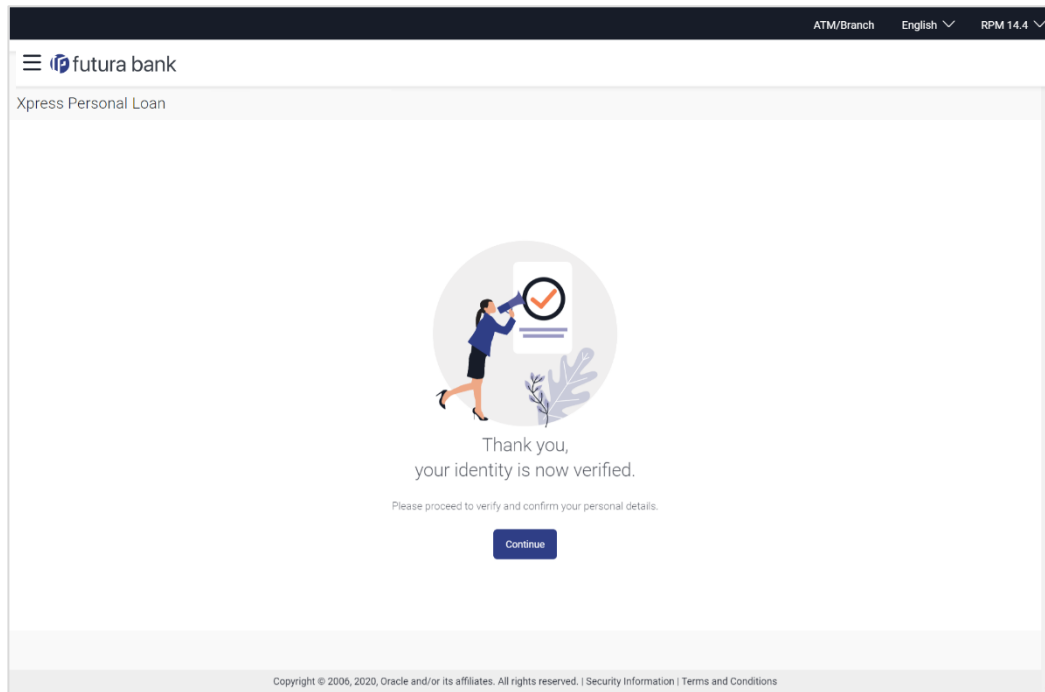 ATM/Branch English RPM 14.4
futura bank
Xpress Personal Loan
Thank you,
your identity is now verified.
Please proceed to verify and confirm your personal details.
Continue
Copyright © 2006, 2020, Oracle and/or its affiliates. All rights reserved. | Security Information | Terms and Conditions